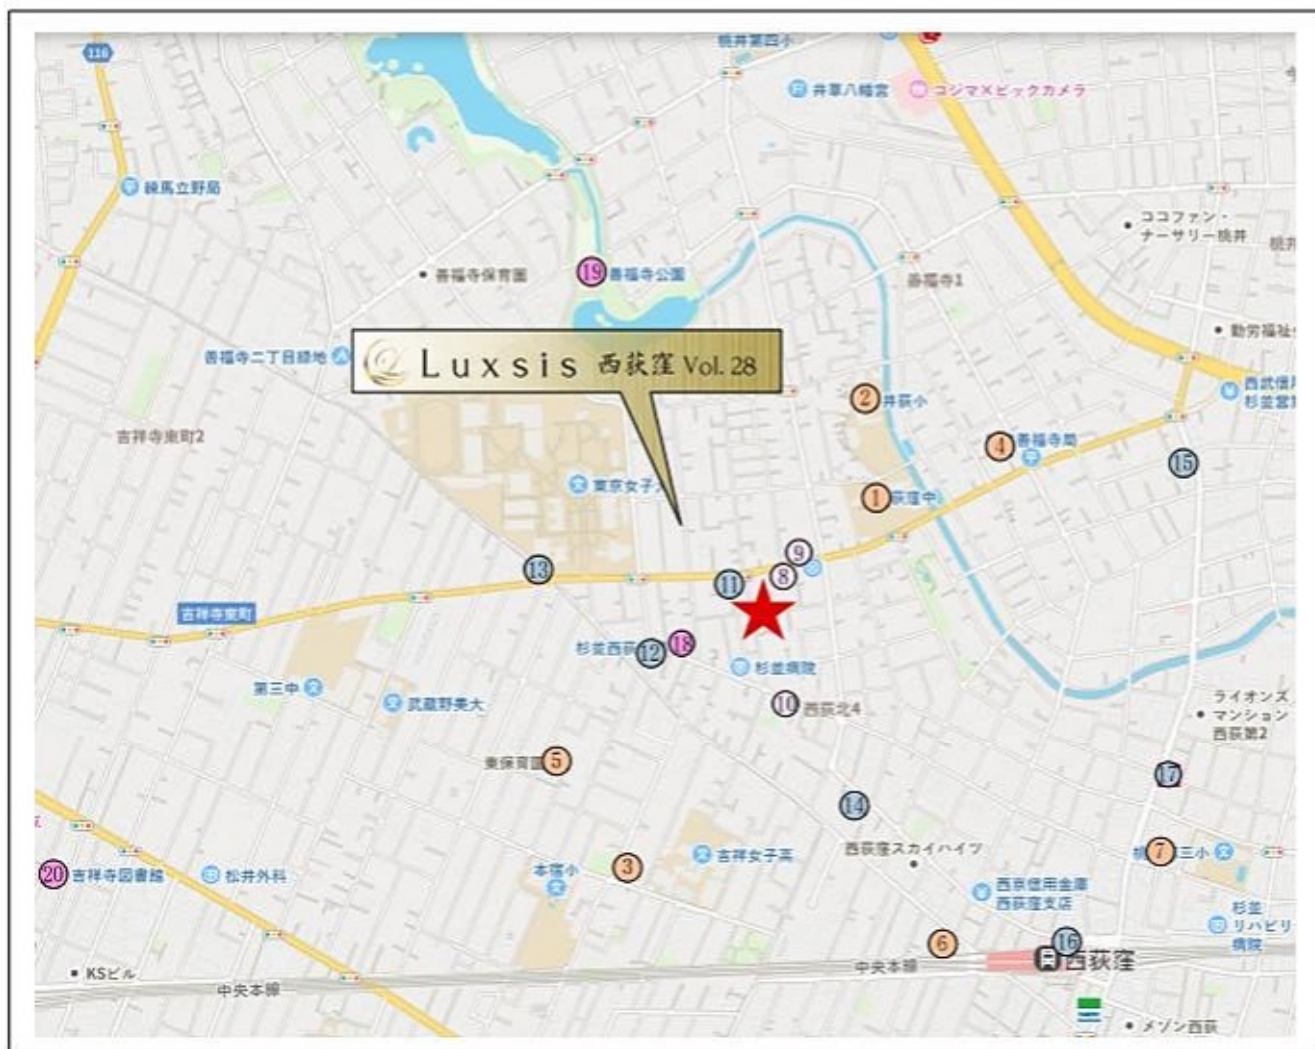 116
桃井第四小
井草八幡宮
コジマ×ビックカメラ
練馬立野局
ココファン・
ナーサリー桃井
桃井
善福寺保育園
⑲ 善福寺公園
善福寺1
勤労福祉
善福寺二丁目緑地
Luxsis 西荻窪 Vol. 28
西武信用
杉並営業
② 井荻小
吉祥寺東町2
④ 善福寺局
⑮
東京女子大
① 荻窪中
⑨
⑬
⑪
⑧
吉祥寺東町
杉並西荻
⑫
⑱
杉並病院
第三中
武蔵野美大
⑩ 西荻北4
ライオンズ
マンション
西荻第2
東保育園 ⑤
⑰
⑭
西荻窪スカイハイツ
吉祥女子高
⑦ 三小
⑳ 吉祥寺図書館
松井外科
本宿小
③
西京信用金庫
西荻窪支店
杉並
リハビリ
病院
⑥
⑯
西荻窪
中央本線
KSビル
中央本線
メゾン西荻